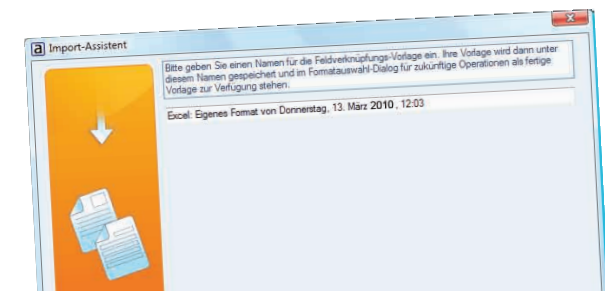 a Import-Assistent
Bitte geben Sie einen Namen für die Feldverknüpfungs-Vorlage ein. Ihre Vorlage wird dann unter
diesem Namen gespeichert und im Formatauswahl-Dialog für zukünftige Operationen als fertige
Vorlage zur Verfügung stehen.
Excel: Eigenes Format von Donnerstag, 13. März 2010 , 12:03